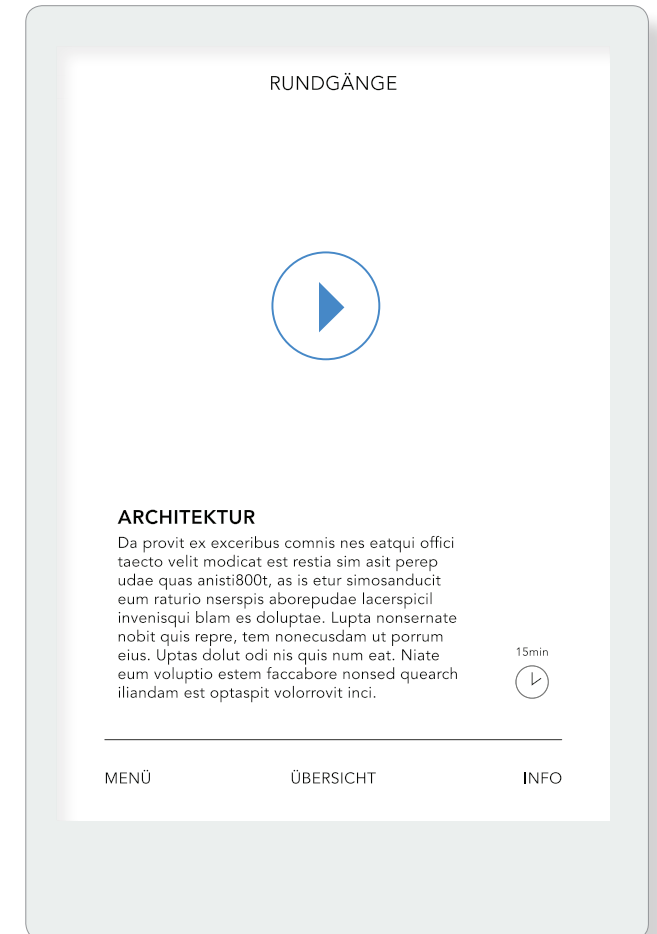 RUNDGÄNGE
ARCHITEKTUR
Da provit ex exceribus comnis nes eatqui offici
taecto velit modicat est restia sim asit perep
udae quas anisti800t, as is etur simosanducit
eum raturio nserspis aborepudae lacerspicil
invenisqui blam es doluptae. Lupta nonsernate
nobit quis repre, tem nonecusdam ut porrum
eius. Uptas dolut odi nis quis num eat. Niate
eum voluptio estem faccabore nonsed quearch
iliandam est optaspit volorrovit inci.
15min
MENÜ ÜBERSICHT INFO